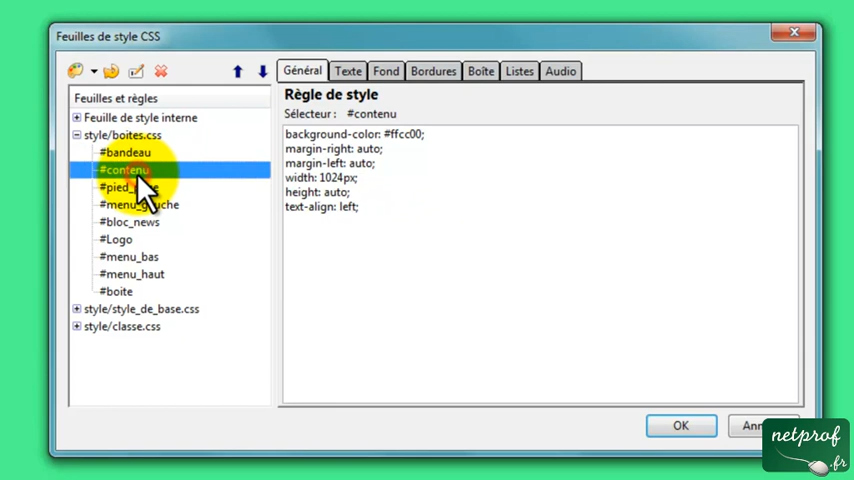 Feuilles de style CSS
Général Texte Fond Bordures Boîte Listes Audio
Feuilles et règles
Feuille de style interne
style/boites.css
#bandeau
#contenu
#bloc_news
#Logo
#menu_bas
#menu_haut
#boite
style/style_de_base.css
style/classe.css
Règle de style
Sélecteur : #contenu
background-color: #ffcc00;
margin-right: auto;
margin-left: auto;
width: 1024px;
height: auto;
text-align: left;
OK
netprof
.fr